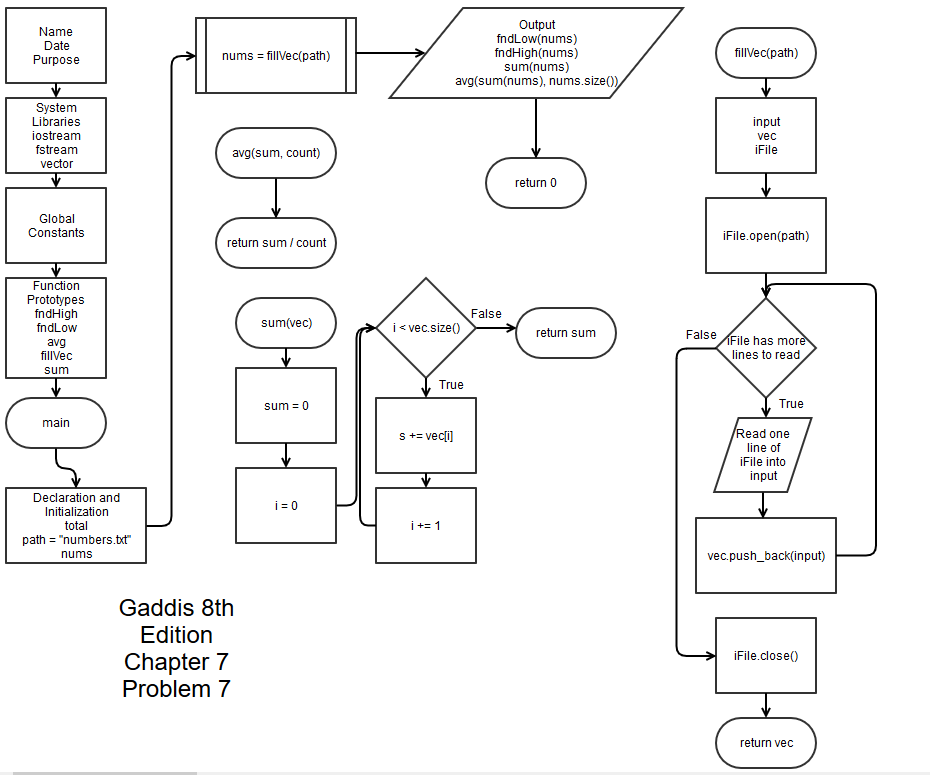 Name
Date
Purpose
System
Libraries
iostream
fstream
vector
Global
Constants
Function
Prototypes
fndHigh
fndLow
avg
fillVec
sum
main
Declaration and
Initialization
total
path = "numbers.txt"
nums
nums = fillVec(path)
Output
fndLow(nums)
fndHigh(nums)
sum(nums)
avg(sum(nums), nums.size())
return 0
avg(sum, count)
return sum / count
sum(vec)
sum = 0
i = 0
i < vec.size()
False
return sum
True
s += vec[i]
i += 1
fillVec(path)
input
vec
iFile
iFile.open(path)
False
iFile has more
lines to read
True
Read one
line of
iFile into
input
vec.push_back(input)
iFile.close()
return vec
Gaddis 8th
Edition
Chapter 7
Problem 7